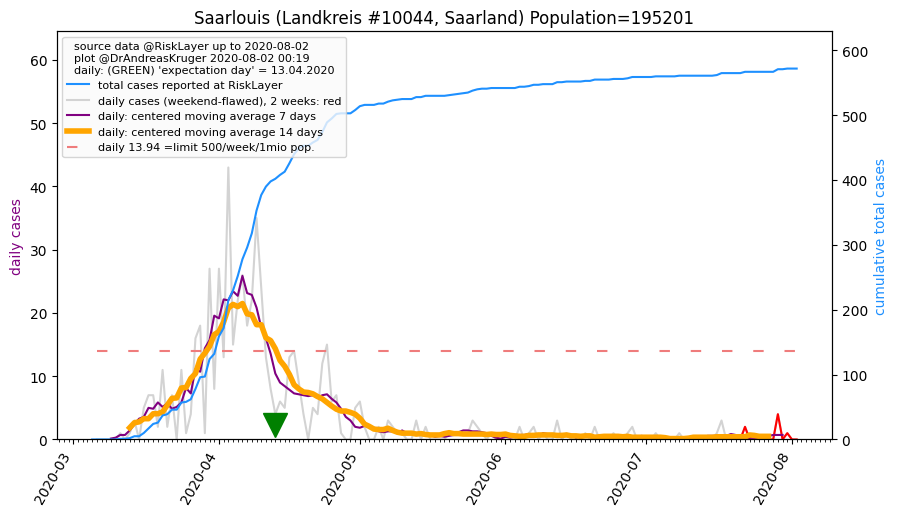 Saarlouis (Landkreis #10044, Saarland) Population=195201
source data @RiskLayer up to 2020-08-02
plot @DrAndreasKruger 2020-08-02 00:19
daily: (GREEN) 'expectation day' = 13.04.2020
total cases reported at RiskLayer
daily cases (weekend-flawed), 2 weeks: red
daily: centered moving average 7 days
daily: centered moving average 14 days
daily 13.94 =limit 500/week/1mio pop.
daily cases
60
50
40
30
20
10
0
cumulative total cases
600
500
400
300
200
100
0
2020-03
2020-04
2020-05
2020-06
2020-07
2020-08